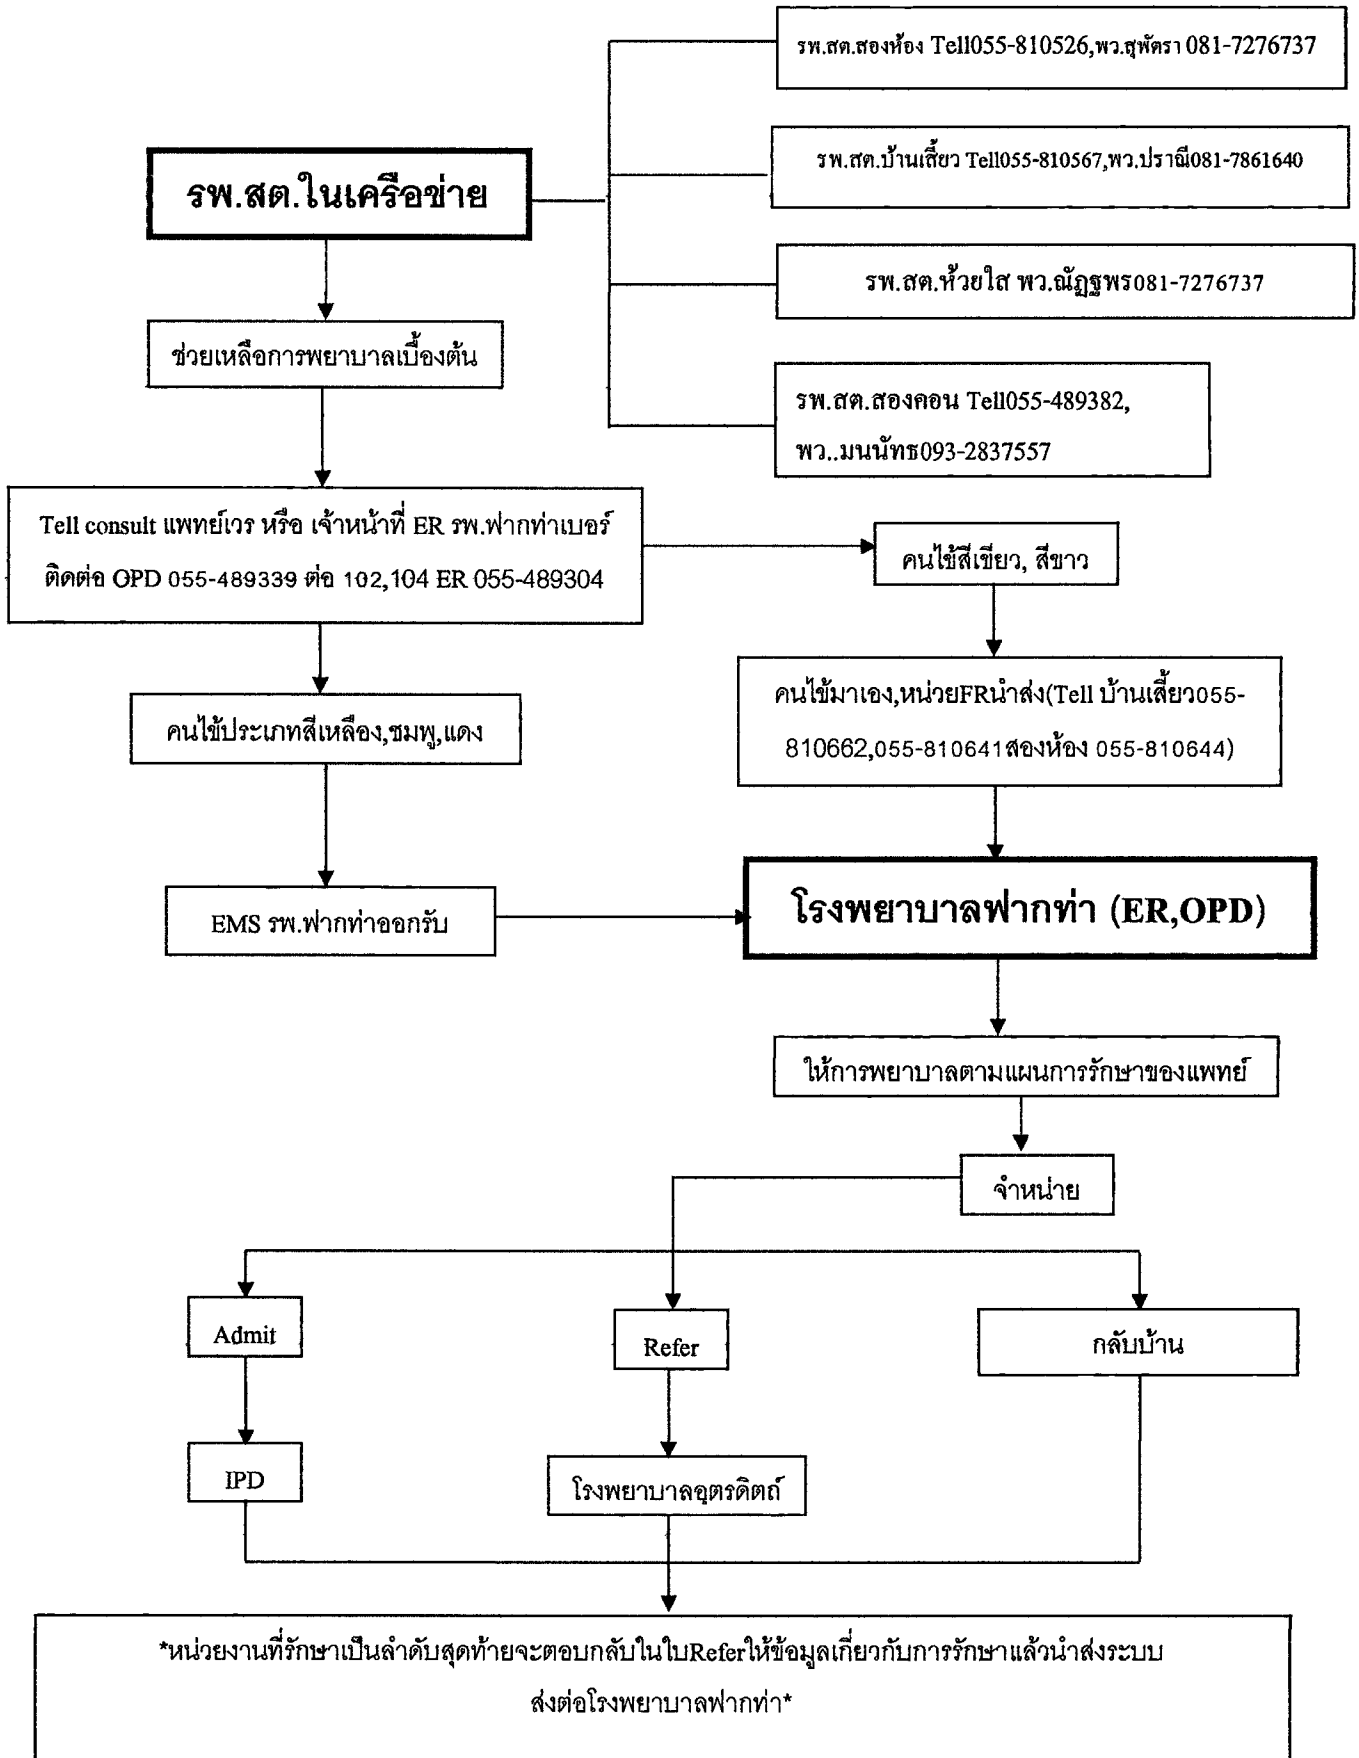 รพ.สต.สองห้อง Tell055-810526,พว.สุพัตรา 081-7276737
รพ.สต.บ้านเสี้ยว Tell055-810567,พว.ปราณี081-7861640
รพ.สต.ในเครือข่าย
รพ.สต.ห้วยใส พว.ณัฏฐพร081-7276737
ช่วยเหลือการพยาบาลเบื้องต้น
รพ.สต.สองคอน Tell055-489382,
พว..มนนัทธ093-2837557
Tell consult แพทย์เวร หรือ เจ้าหน้าที่ ER รพ.ฟากท่าเบอร์
ติดต่อ OPD 055-489339 ต่อ 102,104 ER 055-489304
คนไข้สีเขียว, สีขาว
คนไข้มาเอง,หน่วยFRนำส่ง(Tell บ้านเสี้ยว055-
810662,055-810641สองห้อง 055-810644)
คนไข้ประเภทสีเหลือง,ชมพู,แดง
EMS รพ.ฟากท่าออกรับ
โรงพยาบาลฟากท่า (ER,OPD)
ให้การพยาบาลตามแผนการรักษาของแพทย์
จำหน่าย
Admit
Refer
กลับบ้าน
IPD
โรงพยาบาลอุตรดิตถ์
*หน่วยงานที่รักษาเป็นลำดับสุดท้ายจะตอบกลับในใบReferให้ข้อมูลเกี่ยวกับการรักษาแล้วนำส่งระบบ
ส่งต่อโรงพยาบาลฟากท่า*